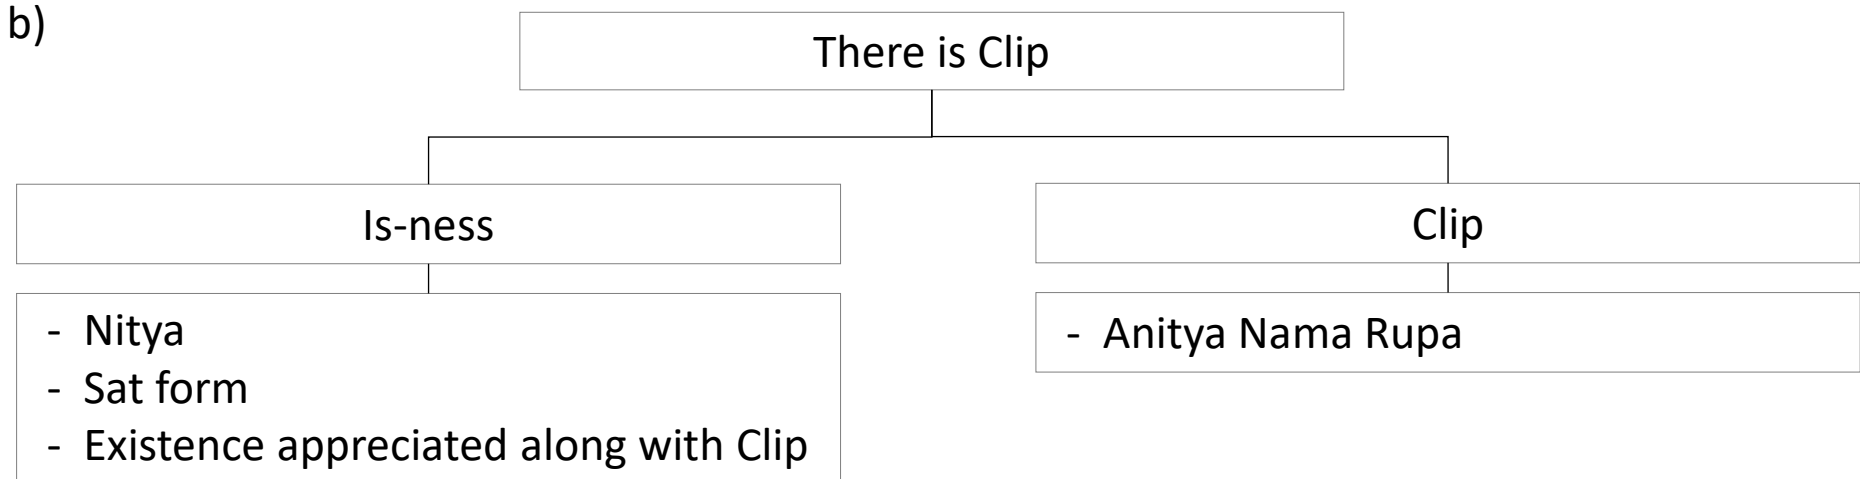 b)
There is Clip
Is-ness
Clip
- Nitya
- Sat form
- Existence appreciated along with Clip
- Anitya Nama Rupa